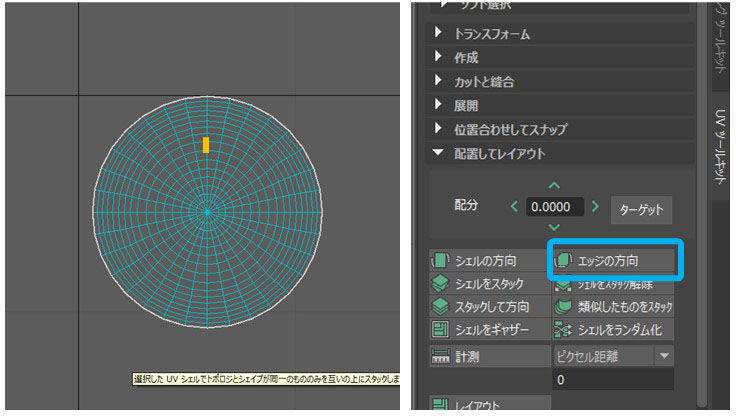 選択した UV シェルでトポロジとシェイプが同一のもののみを互いの上にスタックしま
ソフト選択
トランスフォーム
作成
カットと縫合
展開
位置合わせしてスナップ
配置してレイアウト
配分
0.0000
ターゲット
シェルの方向
エッジの方向
シェルをスタック
シェルをスタック解除
スタックして方向
類似したものをスタック
シェルをギャザー
シェルをランダム化
計測
ピクセル距離
0
レイアウト
グ ツールキット
UV ツールキット